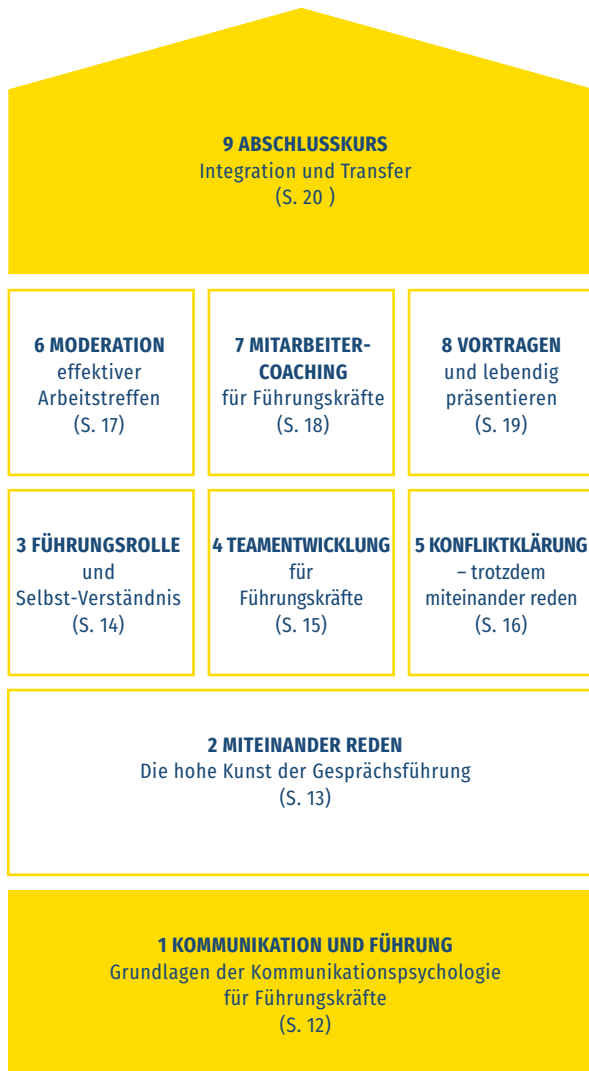 9 ABSCHLUSSKURS
Integration und Transfer
(S. 20 )
6 MODERATION
effektiver
Arbeitstreffen
(S. 17)
7 MITARBEITER-
COACHING
für Führungskräfte
(S. 18)
8 VORTRAGEN
und lebendig
präsentieren
(S. 19)
3 FÜHRUNGSROLLE
und
Selbst-Verständnis
(S. 14)
4 TEAMENTWICKLUNG
für
Führungskräfte
(S. 15)
5 KONFLIKTKLÄRUNG
– trotzdem
miteinander reden
(S. 16)
2 MITEINANDER REDEN
Die hohe Kunst der Gesprächsführung
(S. 13)
1 KOMMUNIKATION UND FÜHRUNG
Grundlagen der Kommunikationspsychologie
für Führungskräfte
(S. 12)